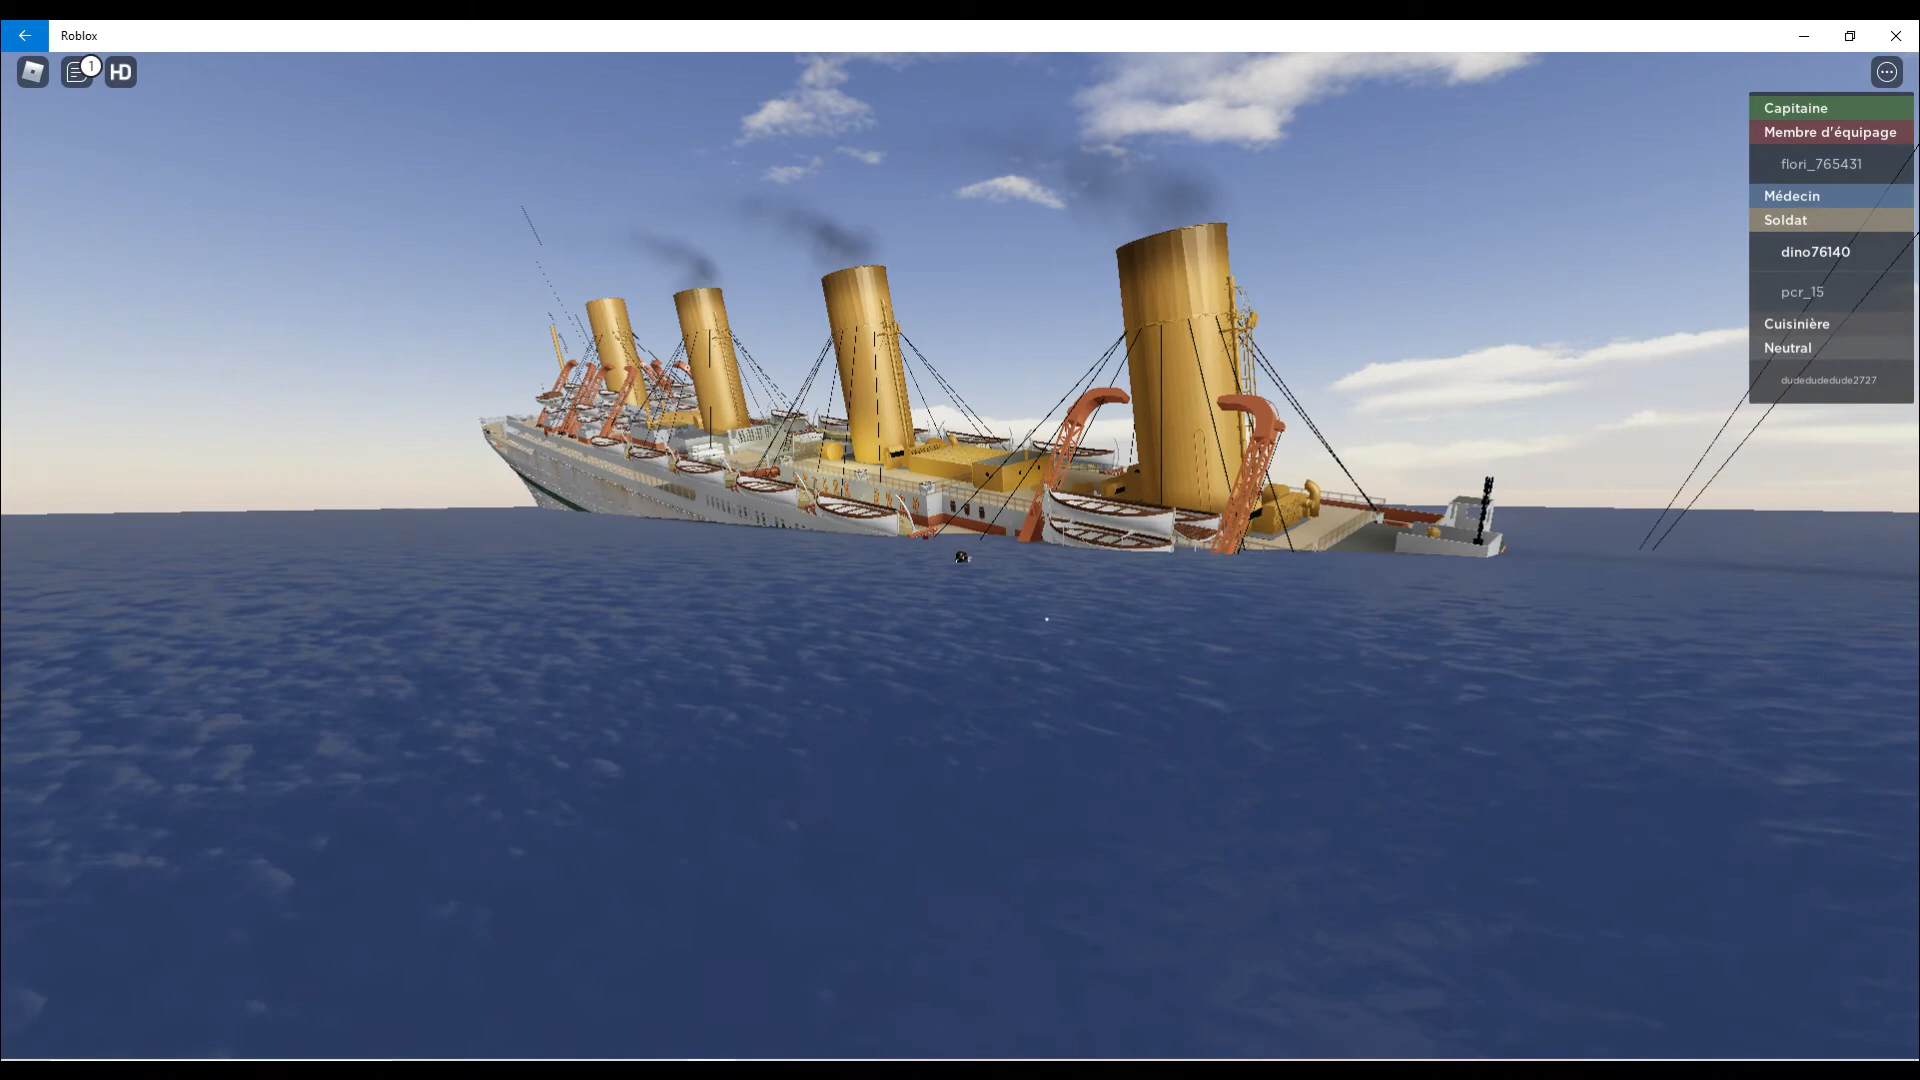 Roblox
1
HD
Capitaine
Membre d'équipage
flori_765431
Médecin
Soldat
dino76140
pcr_15
Cuisinière
Neutral
dudedudedude2727